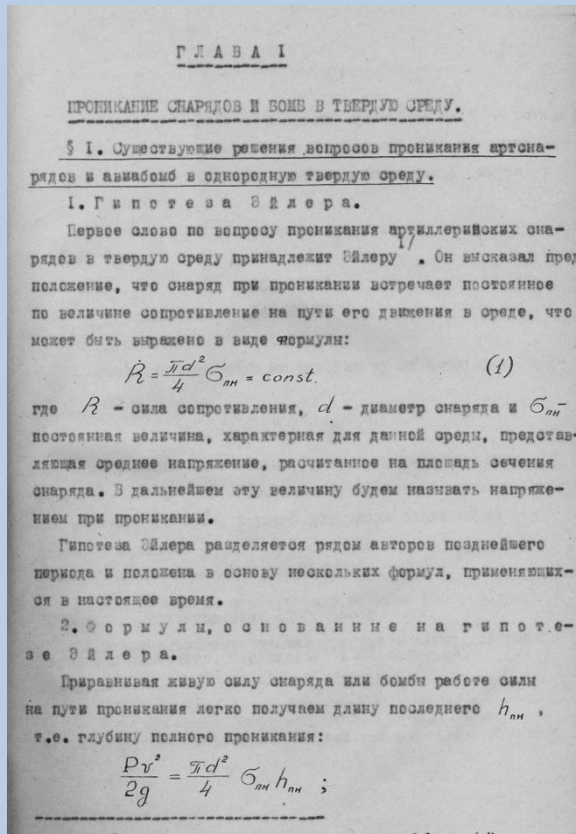 ГЛАВА I
ПРОНИКАНИЕ СНАРЯДОВ И БОМБ В ТВЕРДУЮ СРЕДУ.
§ I. Существующие решения вопросов проникания артсна-
рядов и авиабомб в однородную твердую среду.
1. Гипотеза Эйлера.
Первое слово по вопросу проникания артиллерийских сна-
рядов в твердую среду принадлежит Эйлеру I/. Он высказал пред
положение, что снаряд при проникании встречает постоянное
по величине сопротивление на пути его движения в среде, что
может быть выражено в виде формулы:
R = πd²/4 σпн = const. (1)
где R - сила сопротивления, d - диаметр снаряда и σпн -
постоянная величина, характерная для данной среды, представ-
ляющая среднее напряжение, расчитанное на площадь сечения
снаряда. В дальнейшем эту величину будем называть напряже-
нием при проникании.
Гипотеза Эйлера разделяется рядом авторов позднейшего
периода и положена в основу нескольких формул, применяющих-
ся в настоящее время.
2. Формулы, основанные на гипоте-
зе Эйлера.
Приравнивая живую силу снаряда или бомбы работе силы
на пути проникания легко получаем длину последнего hпн,
т.е. глубину полного проникания:
Pv²/2g = πd²/4 σпн hпн ;